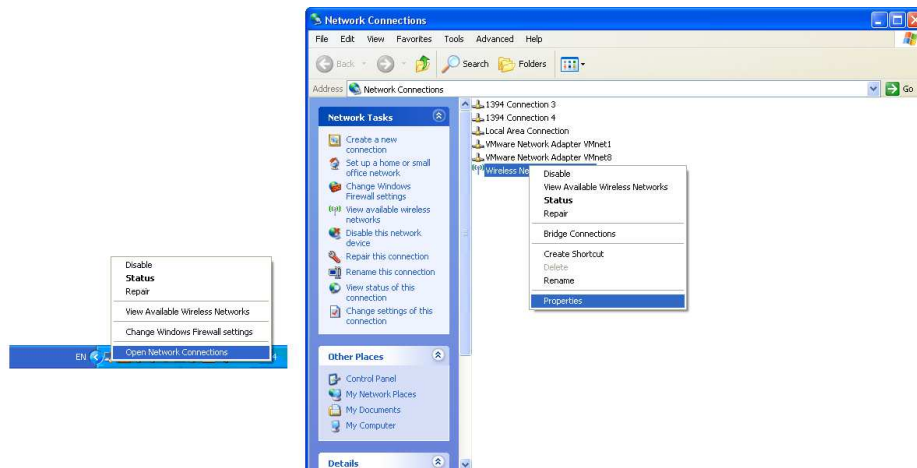 Disable
Status
Repair
View Available Wireless Networks
Change Windows Firewall settings
Open Network Connections
EN
4
Network Connections
File Edit View Favorites Tools Advanced Help
Back Search Folders
Address Network Connections Go
Network Tasks
Create a new
connection
Set up a home or small
office network
Change Windows
Firewall settings
View available wireless
networks
Disable this network
device
Repair this connection
Rename this connection
View status of this
connection
Change settings of this
connection
Other Places
Control Panel
My Network Places
My Documents
My Computer
Details
1394 Connection 3
1394 Connection 4
Local Area Connection
VMware Network Adapter VMnet1
VMware Network Adapter VMnet8
Wireless Ne
Disable
View Available Wireless Networks
Status
Repair
Bridge Connections
Create Shortcut
Delete
Rename
Properties